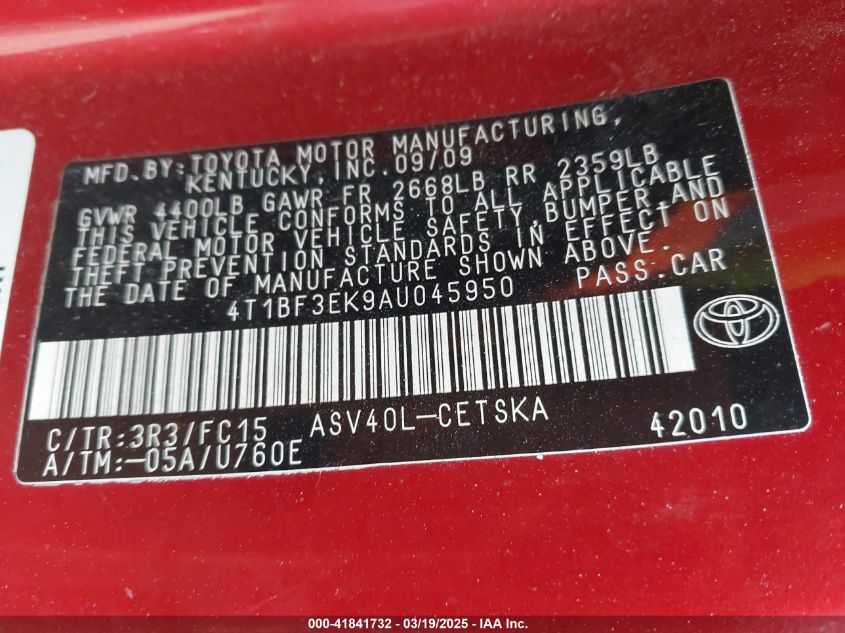 MFD.BY:TOYOTA MOTOR MANUFACTURING,
KENTUCKY, INC.09/09
GVWR 4400LB GAWR FR 2668LB RR 2359LB
THIS VEHICLE CONFORMS TO ALL APPLICABLE
FEDERAL MOTOR VEHICLE SAFETY,BUMPER,AND
THEFT PREVENTION STANDARDS IN EFFECT ON
THE DATE OF MANUFACTURE SHOWN ABOVE.
4T1BF3EK9AU045950 PASS.CAR
C/TR:3R3/FC15 ASV40L-CETSKA 42010
A/TM:-05A/U760E
000-41841732 - 03/19/2025 - IAA Inc.